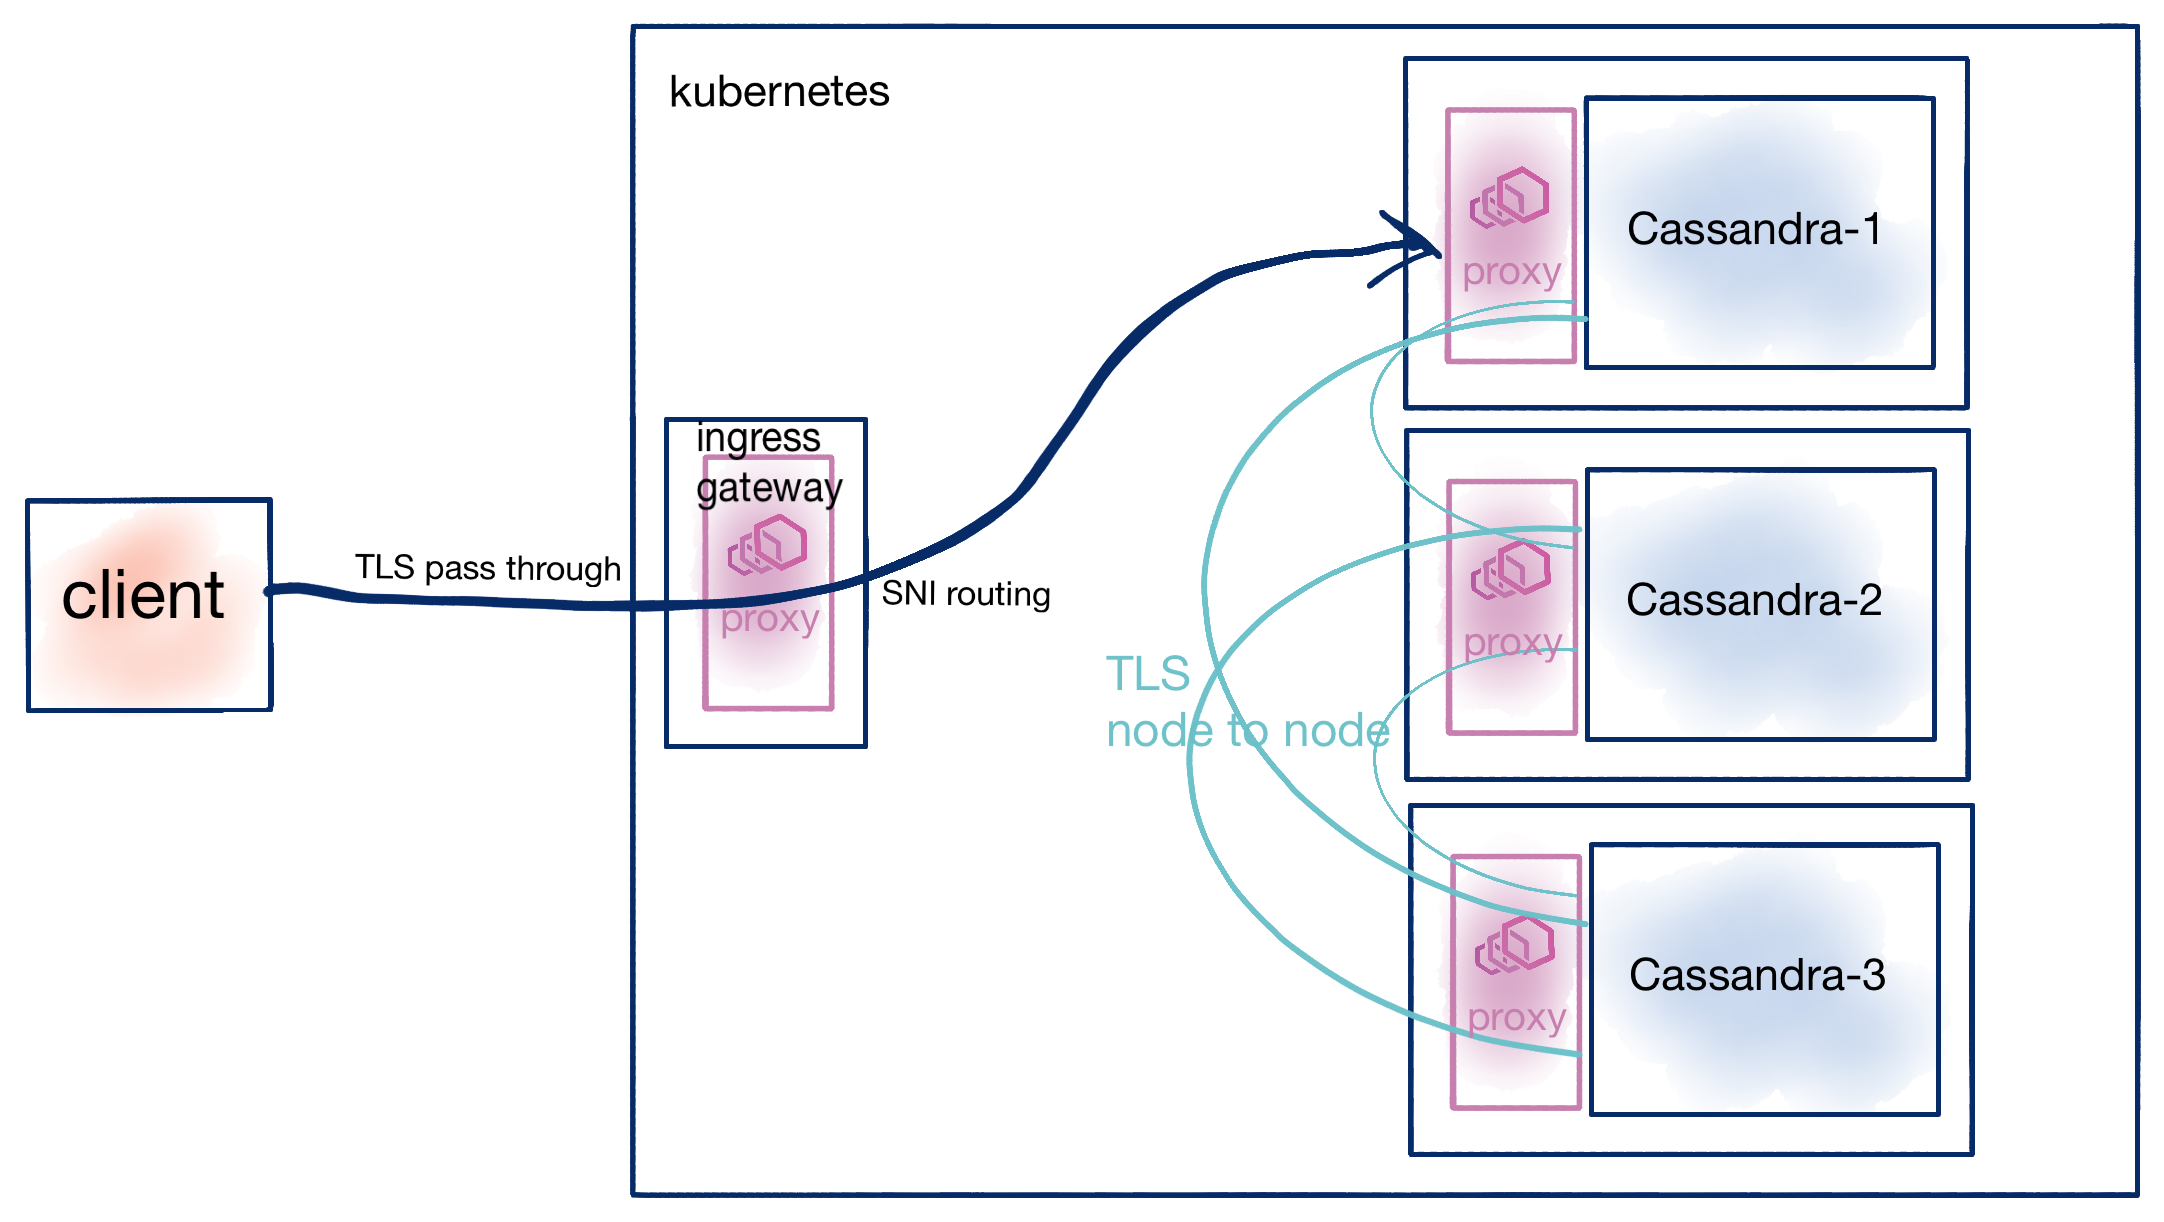 kubernetes
client
TLS pass through
ingress
gateway
proxy
SNI routing
TLS
node to node
proxy
Cassandra-1
proxy
Cassandra-2
proxy
Cassandra-3